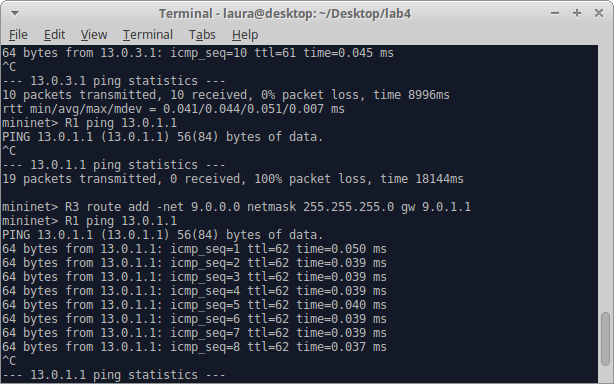 Terminal - laura@desktop: ~/Desktop/lab4
File Edit View Terminal Tabs Help
64 bytes from 13.0.3.1: icmp_seq=10 ttl=61 time=0.045 ms
^C
--- 13.0.3.1 ping statistics ---
10 packets transmitted, 10 received, 0% packet loss, time 8996ms
rtt min/avg/max/mdev = 0.041/0.044/0.051/0.007 ms
mininet> R1 ping 13.0.1.1
PING 13.0.1.1 (13.0.1.1) 56(84) bytes of data.
^C
--- 13.0.1.1 ping statistics ---
19 packets transmitted, 0 received, 100% packet loss, time 18144ms
mininet> R3 route add -net 9.0.0.0 netmask 255.255.255.0 gw 9.0.1.1
mininet> R1 ping 13.0.1.1
PING 13.0.1.1 (13.0.1.1) 56(84) bytes of data.
64 bytes from 13.0.1.1: icmp_seq=1 ttl=62 time=0.050 ms
64 bytes from 13.0.1.1: icmp_seq=2 ttl=62 time=0.039 ms
64 bytes from 13.0.1.1: icmp_seq=3 ttl=62 time=0.039 ms
64 bytes from 13.0.1.1: icmp_seq=4 ttl=62 time=0.039 ms
64 bytes from 13.0.1.1: icmp_seq=5 ttl=62 time=0.040 ms
64 bytes from 13.0.1.1: icmp_seq=6 ttl=62 time=0.039 ms
64 bytes from 13.0.1.1: icmp_seq=7 ttl=62 time=0.039 ms
64 bytes from 13.0.1.1: icmp_seq=8 ttl=62 time=0.037 ms
^C
--- 13.0.1.1 ping statistics ---